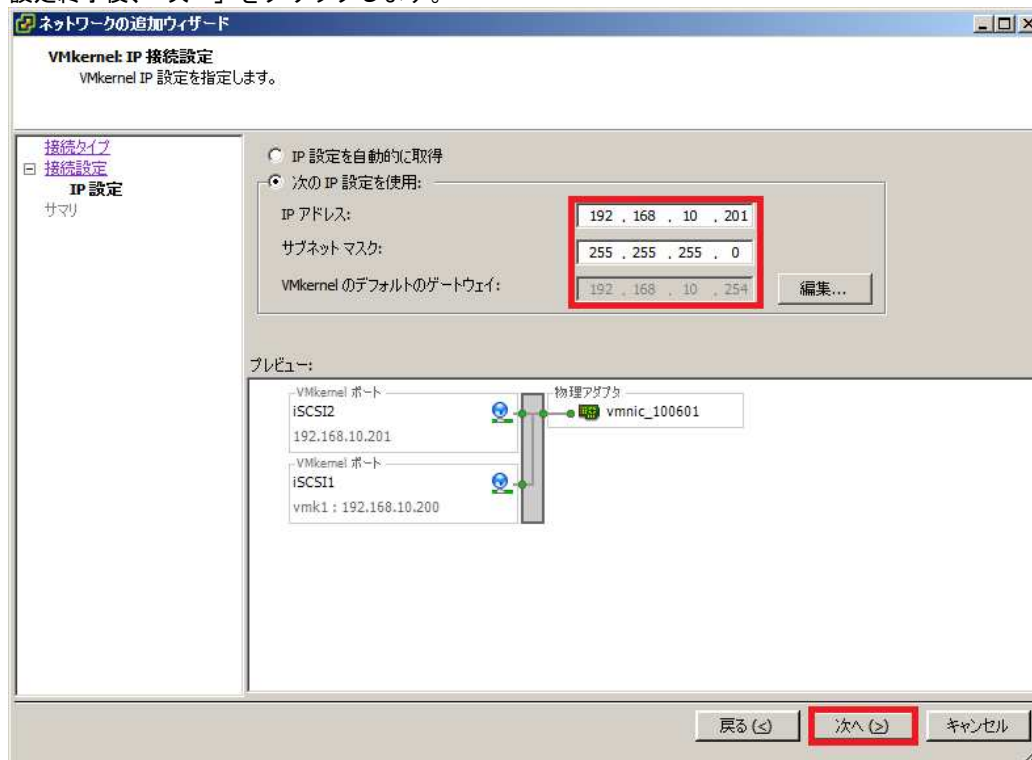 ネットワークの追加ウィザード
VMkernel: IP 接続設定
VMkernel IP 設定を指定します。
接続タイプ
接続設定
IP 設定
サマリ
IP 設定を自動的に取得
次の IP 設定を使用:
IP アドレス:
192 . 168 . 10 . 201
サブネット マスク:
255 . 255 . 255 . 0
VMkernel のデフォルトのゲートウェイ:
192 . 168 . 10 . 254
編集...
プレビュー:
VMkernel ポート
iSCSI2
192.168.10.201
物理アダプタ
vmnic_100601
VMkernel ポート
iSCSI1
vmk1 : 192.168.10.200
戻る (<)
次へ (>)
キャンセル